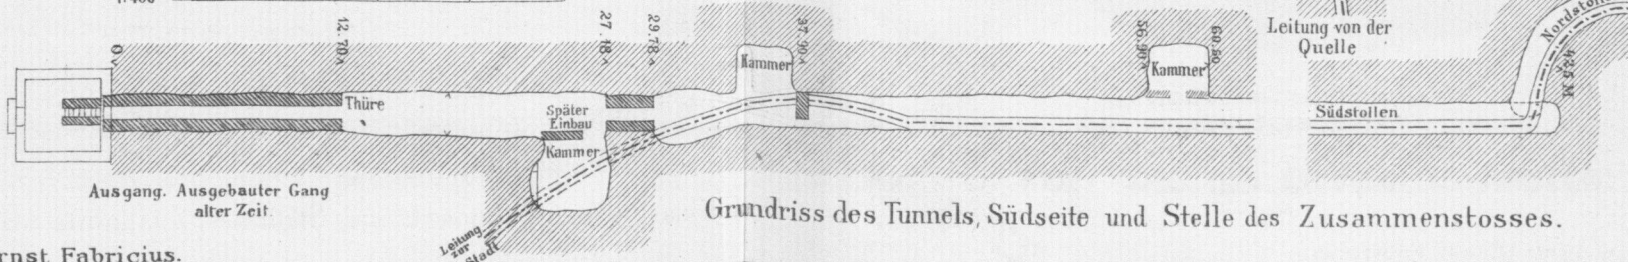 0
12.70
27.18
29.78
37.90
56.90
60.80
Leitung von der
Quelle
Nordstollen
425 M
Kammer
Kammer
Thüre
Später
Einbau
Kammer
Südstollen
Ausgang. Ausgebauter Gang
alter Zeit
Leitung
zur
Stadt
Grundriss des Tunnels, Südseite und Stelle des Zusammenstosses.
rnst Fabricius.